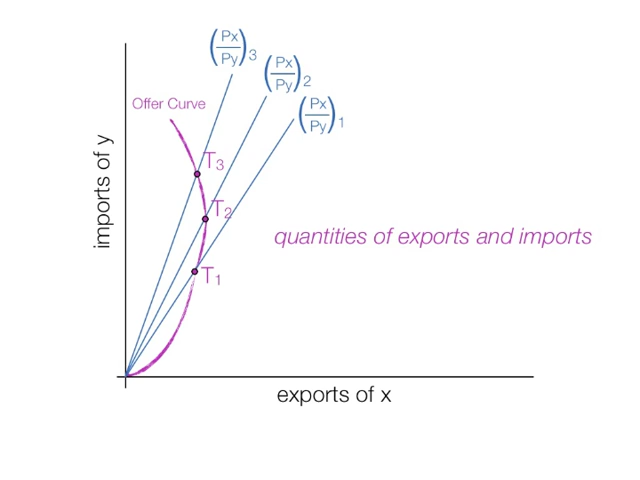 (Px/Py)3
(Px/Py)2
(Px/Py)1
Offer Curve
T3
T2
T1
imports of y
quantities of exports and imports
exports of x